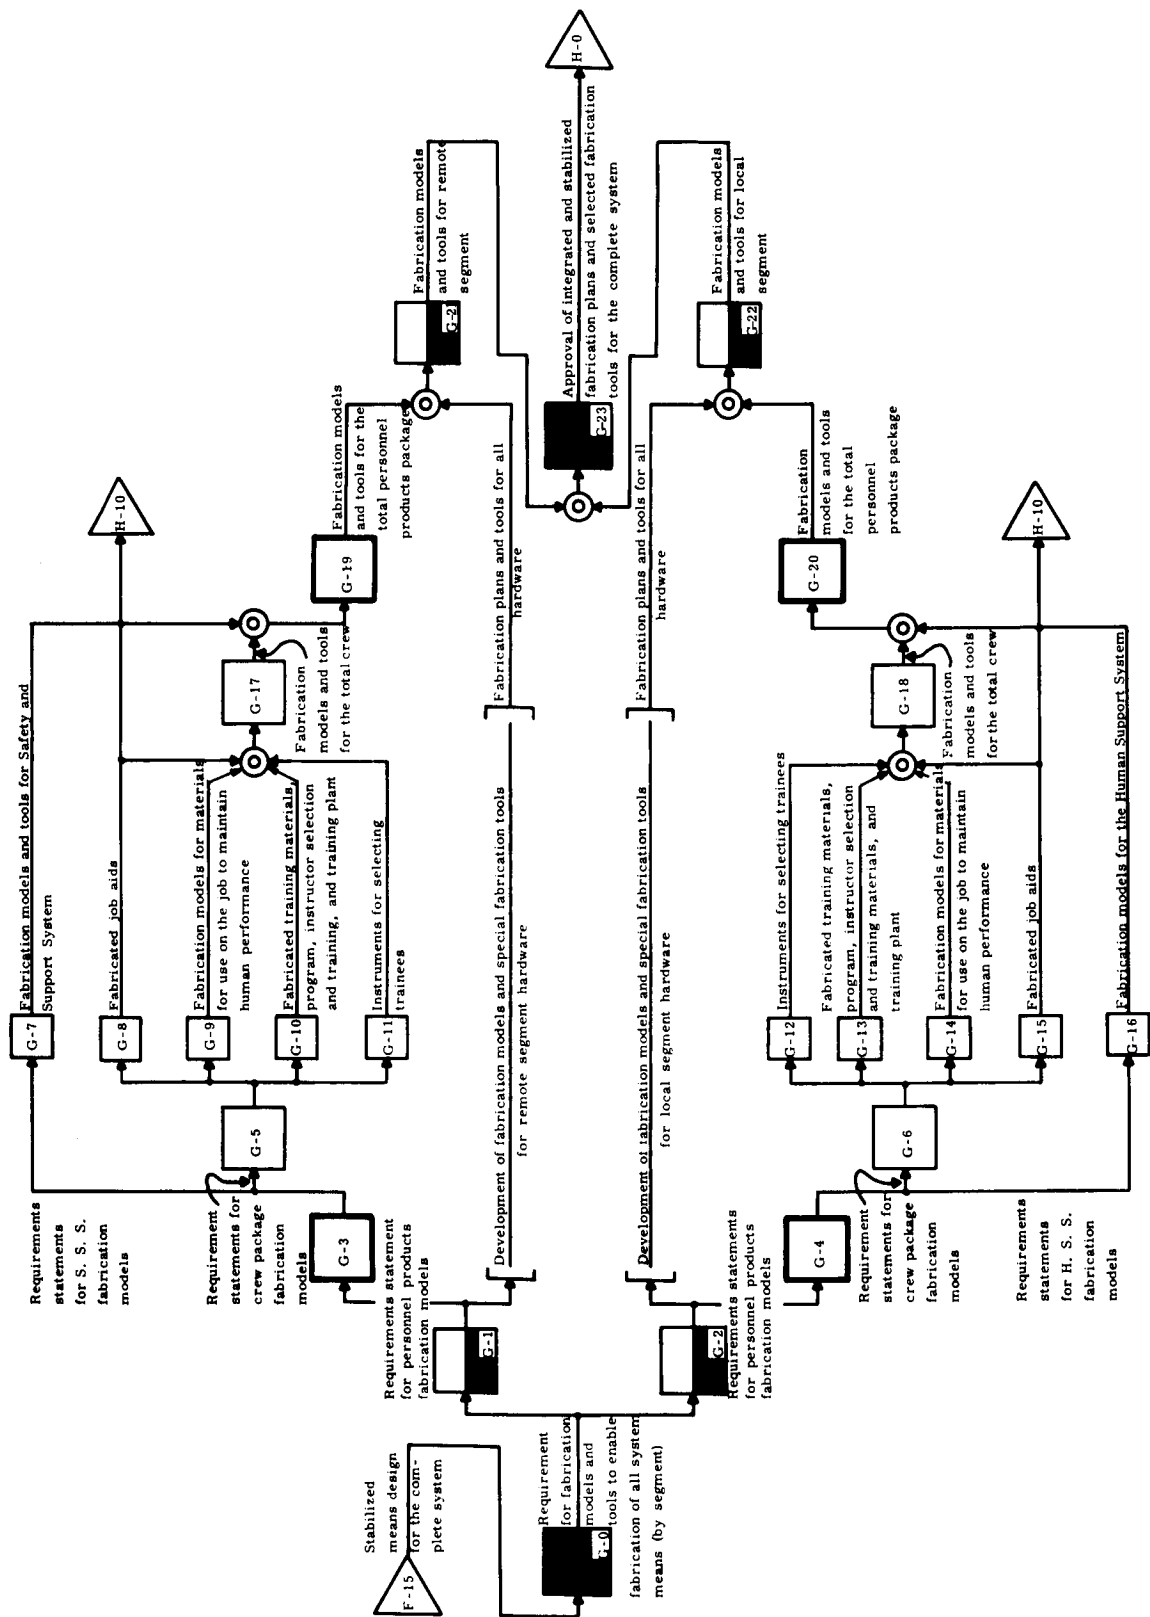 F-15
Stabilized
means design
for the com-
plete system
G-0
Requirement
for fabrication
models and
tools to enable
fabrication of all system
means (by segment)
G-1
Requirements statement
for personnel products
fabrication models
G-2
Requirements statements
for personnel products
fabrication models
G-3
Requirements
statements
for S. S. S.
fabrication
models
Requirement
statements for
crew package
fabrication
models
G-5
G-7
Fabrication models and tools for Safety and
Support System
G-8
Fabricated job aids
G-9
Fabrication models for materials
for use on the job to maintain
human performance
G-10
Fabricated training materials,
program, instructor selection
and training, and training plant
G-11
Instruments for selecting
trainees
H-10
G-17
Fabrication
models and tools
for the total crew
G-19
Fabrication models
and tools for the
total personnel
products package
Development of fabrication models and special fabrication tools
for remote segment hardware
Fabrication plans and tools for all
hardware
G-21
Fabrication models
and tools for remote
segment
G-23
Approval of integrated and stabilized
fabrication plans and selected fabrication
tools for the complete system
H-0
Development of fabrication models and special fabrication tools
for local segment hardware
Fabrication plans and tools for all
hardware
G-22
Fabrication models
and tools for local
segment
G-4
Requirement
statements for
crew package
fabrication
models
Requirements
statements
for H. S. S.
fabrication
models
G-6
G-12
Instruments for selecting trainees
G-13
Fabricated training materials,
program, instructor selection
and training materials, and
training plant
G-14
Fabrication models for materials
for use on the job to maintain
human performance
G-15
Fabricated job aids
G-16
Fabrication models for the Human Support System
G-18
Fabrication
models and tools
for the total crew
G-20
Fabrication
models and tools
for the total
personnel
products package
H-10